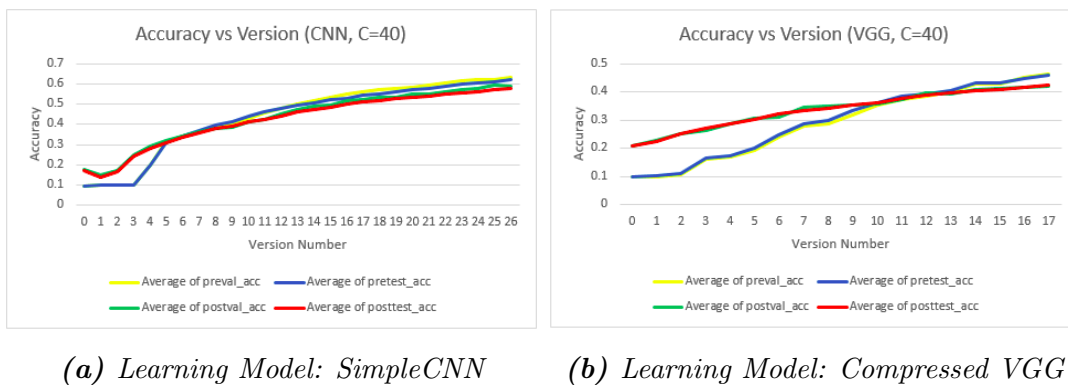 Accuracy vs Version (CNN, C=40)
0.7
0.6
0.5
0.4
0.3
0.2
0.1
0
Accuracy
0 1 2 3 4 5 6 7 8 9 10 11 12 13 14 15 16 17 18 19 20 21 22 23 24 25 26
Version Number
Average of preval_acc
Average of pretest_acc
Average of postval_acc
Average of posttest_acc
(a) Learning Model: SimpleCNN
Accuracy vs Version (VGG, C=40)
0.5
0.4
0.3
0.2
0.1
0
Accuracy
0 1 2 3 4 5 6 7 8 9 10 11 12 13 14 15 16 17
Version Number
Average of preval_acc
Average of pretest_acc
Average of postval_acc
Average of posttest_acc
(b) Learning Model: Compressed VGG